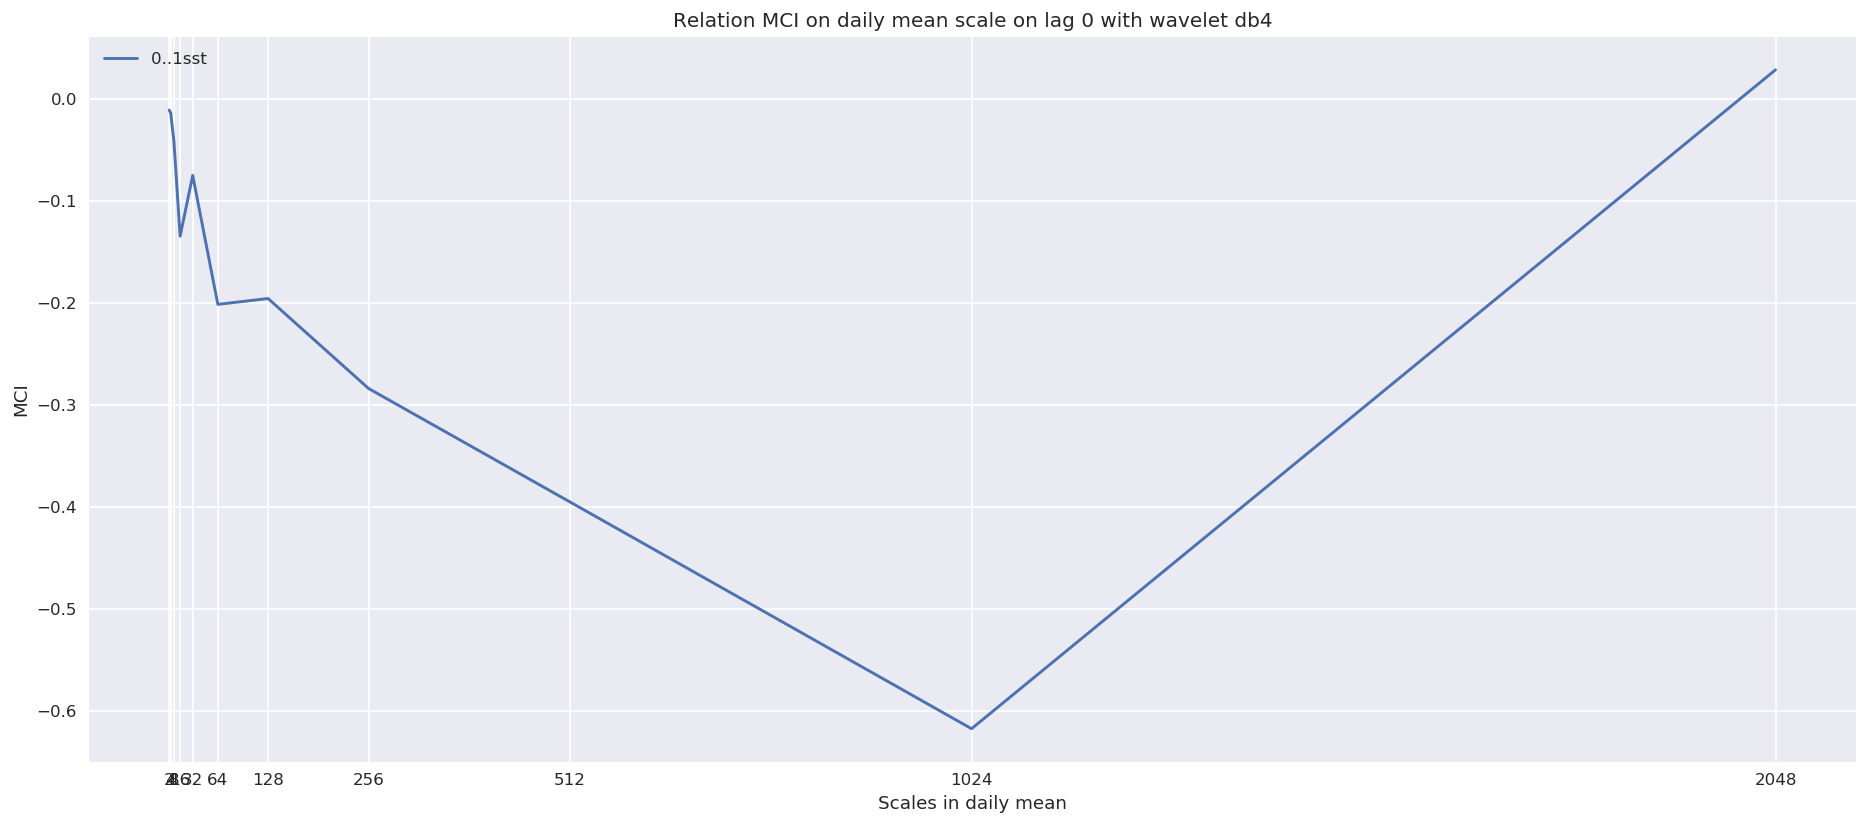 Relation MCI on daily mean scale on lag 0 with wavelet db4
0..1sst
0.0
−0.1
−0.2
−0.3
−0.4
−0.5
−0.6
MCI
32 64 128 256 512 1024 2048
Scales in daily mean